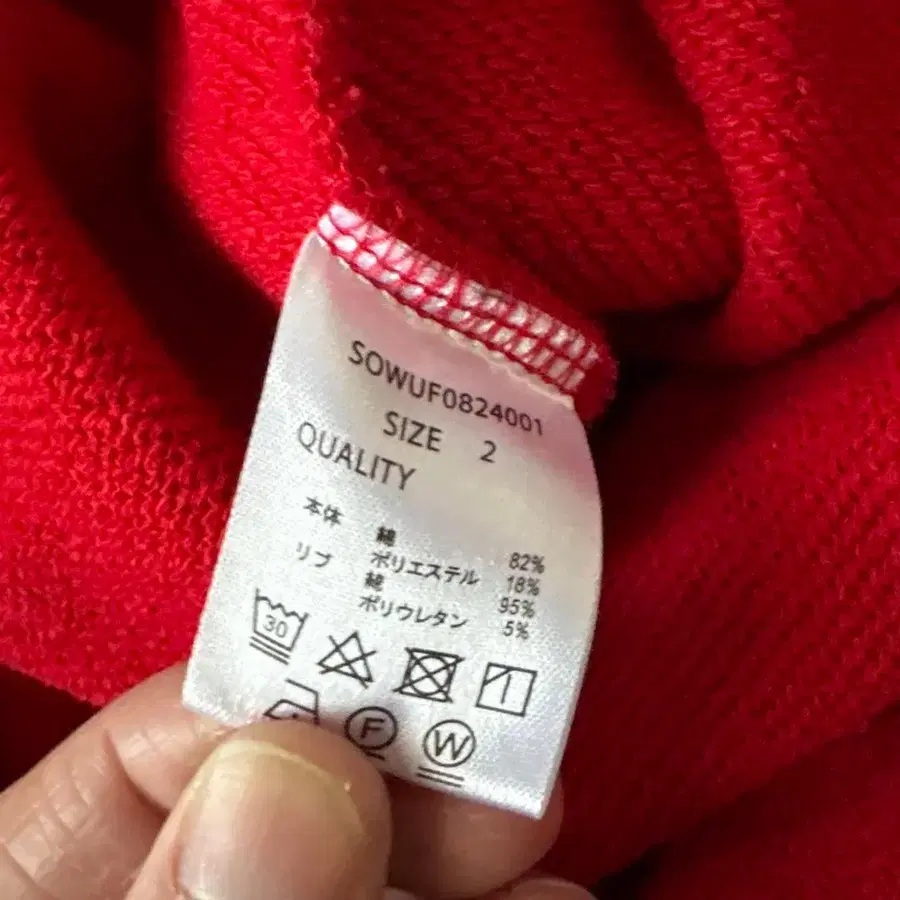 SOWUF0824001
SIZE 2
QUALITY
本体 綿 82%
ポリエステル 18%
リブ 綿 95%
ポリウレタン 5%
30
F
W